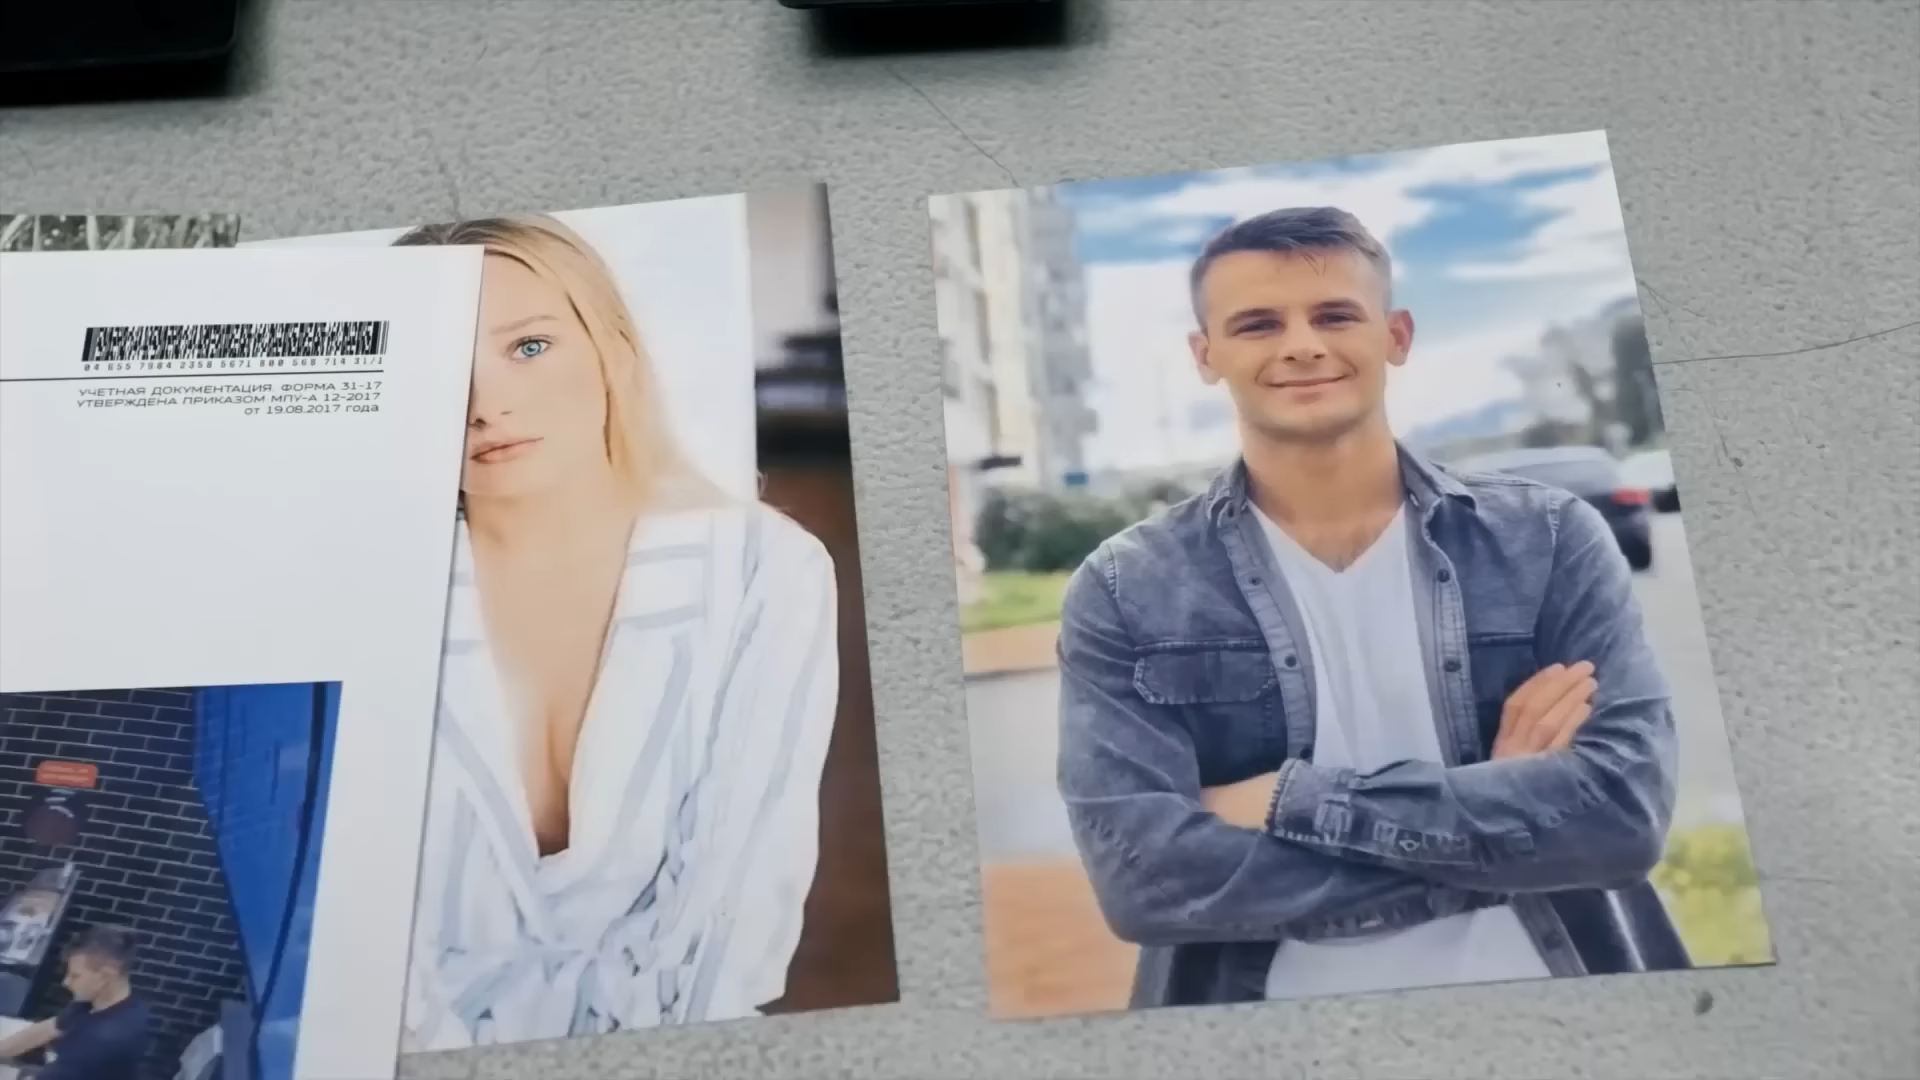 04 655 7984 2358 5671 800 568 714 31/1
УЧЕТНАЯ ДОКУМЕНТАЦИЯ. ФОРМА 31-17
УТВЕРЖДЕНА ПРИКАЗОМ МПУ-А 12-2017
от 19.08.2017 года